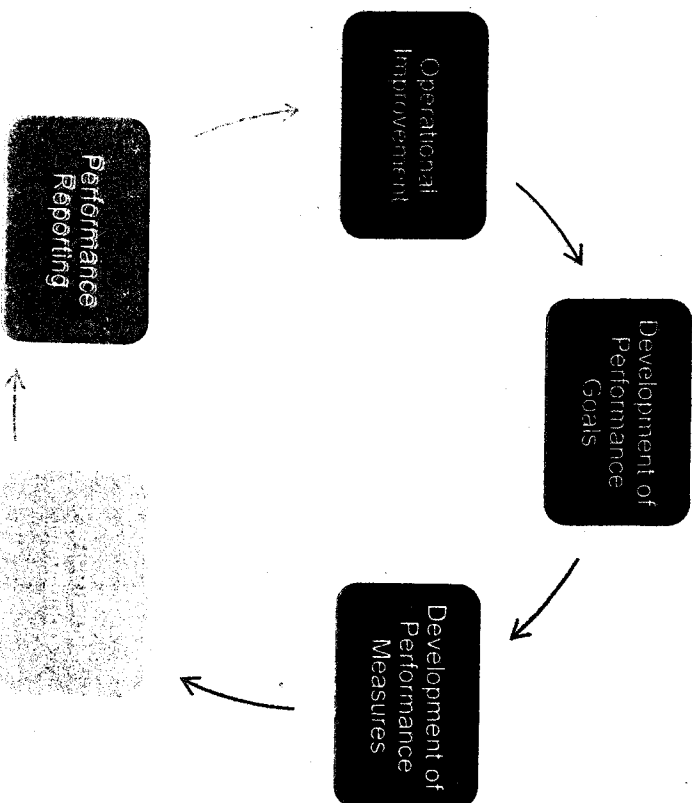 Development of
Performance
Goals
Development of
Performance
Measures
Performance
Reporting
Operational
Improvement